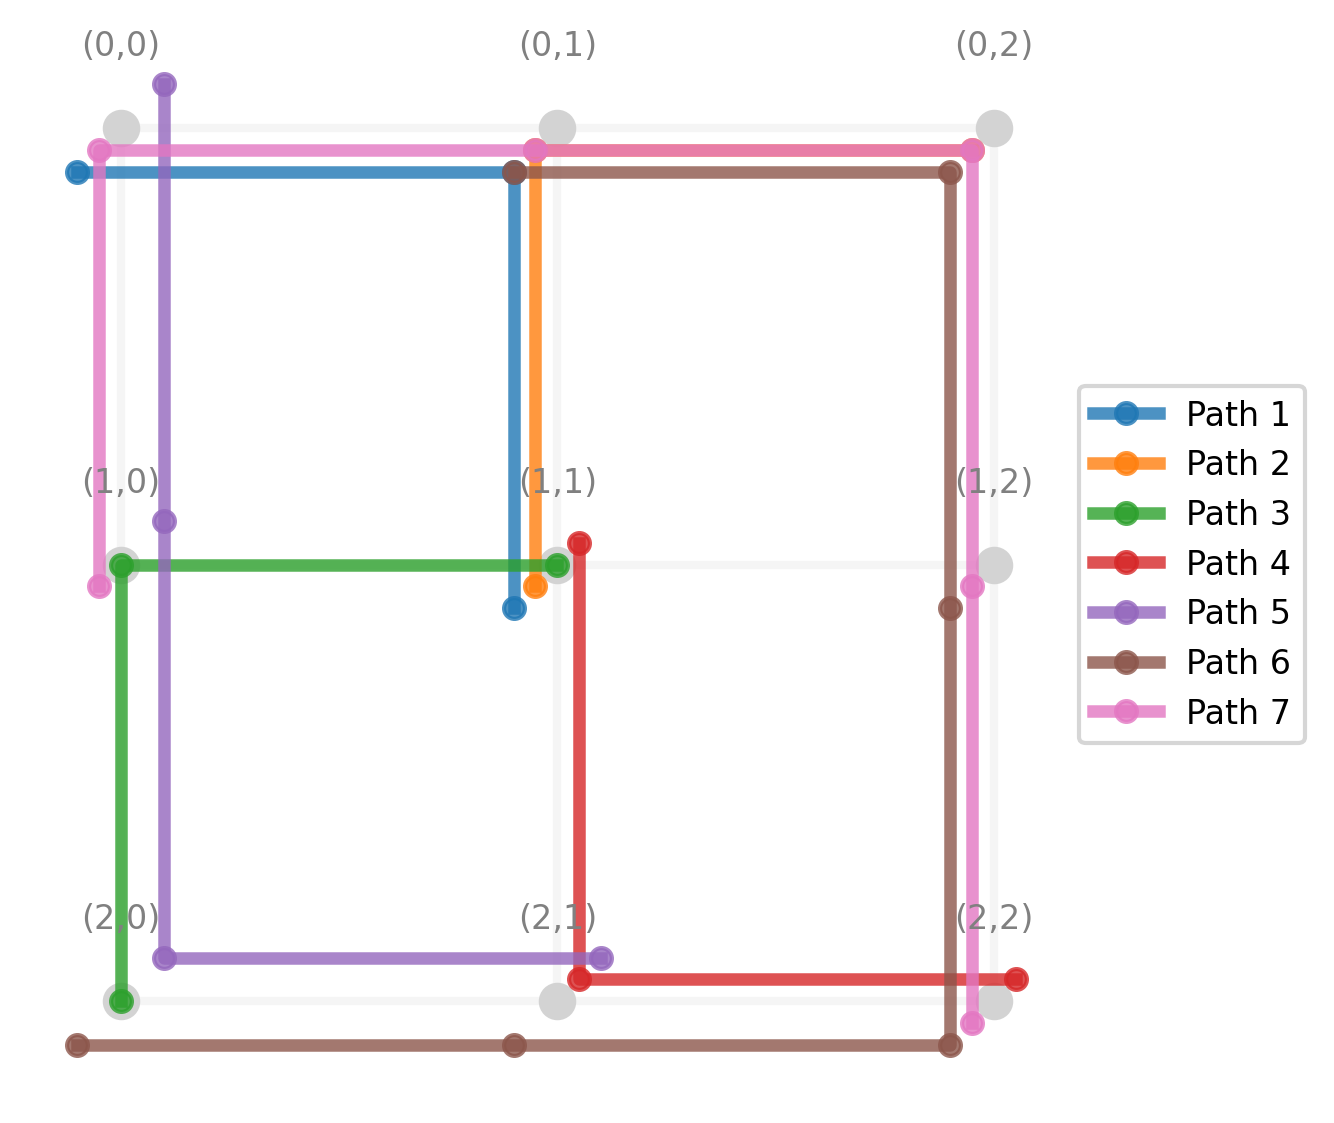 (0,0)
(0,1)
(0,2)
(1,0)
(1,1)
(1,2)
(2,0)
(2,1)
(2,2)
Path 1
Path 2
Path 3
Path 4
Path 5
Path 6
Path 7